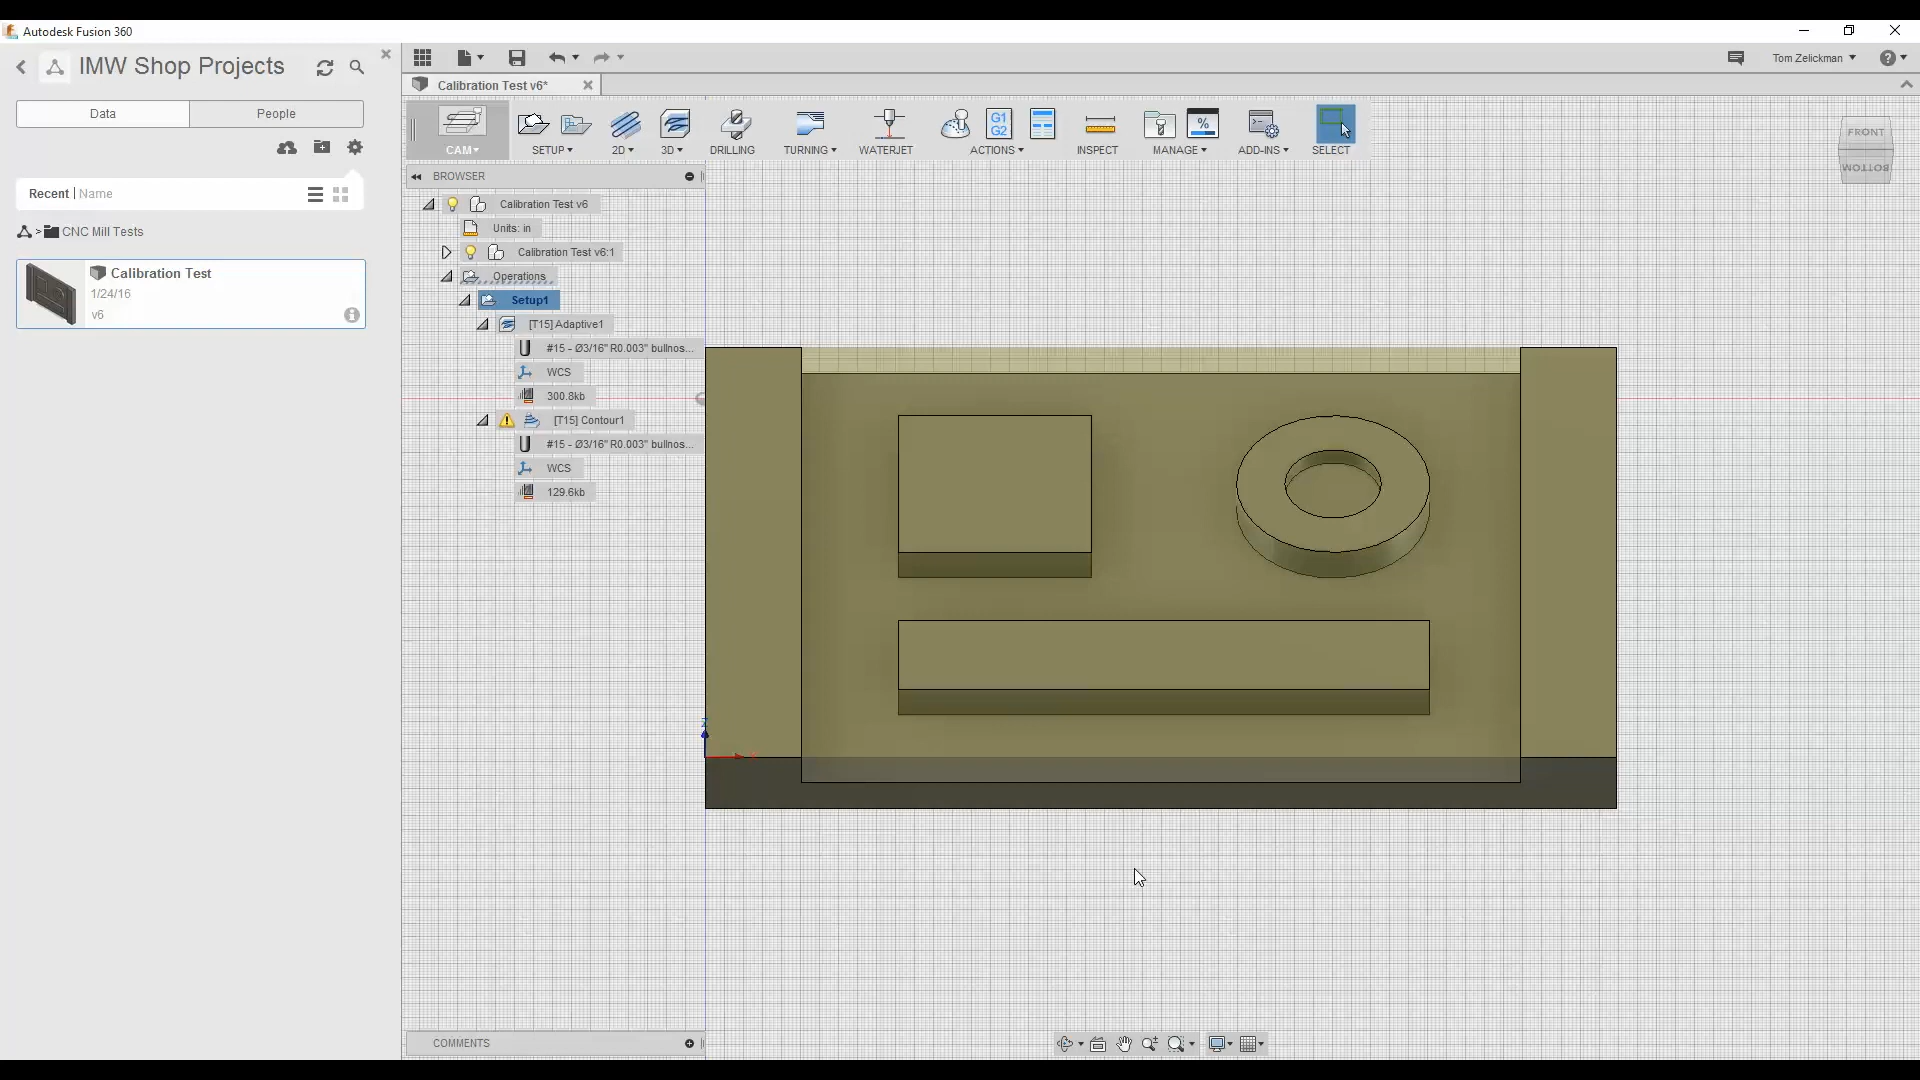 Autodesk Fusion 360
IMW Shop Projects
Data
People
Recent | Name
> CNC Mill Tests
Calibration Test
1/24/16
v6
Tom Zelickman
Calibration Test v6*
CAM
SETUP
2D
3D
DRILLING
TURNING
WATERJET
G1
G2
ACTIONS
INSPECT
%
MANAGE
ADD-INS
SELECT
FRONT
BOTTOM
BROWSER
Calibration Test v6
Units: in
Calibration Test v6:1
Operations
Setup1
[T15] Adaptive1
#15 - Ø3/16" R0.003" bullnos...
WCS
300.8kb
[T15] Contour1
#15 - Ø3/16" R0.003" bullnos...
WCS
129.6kb
Z
COMMENTS